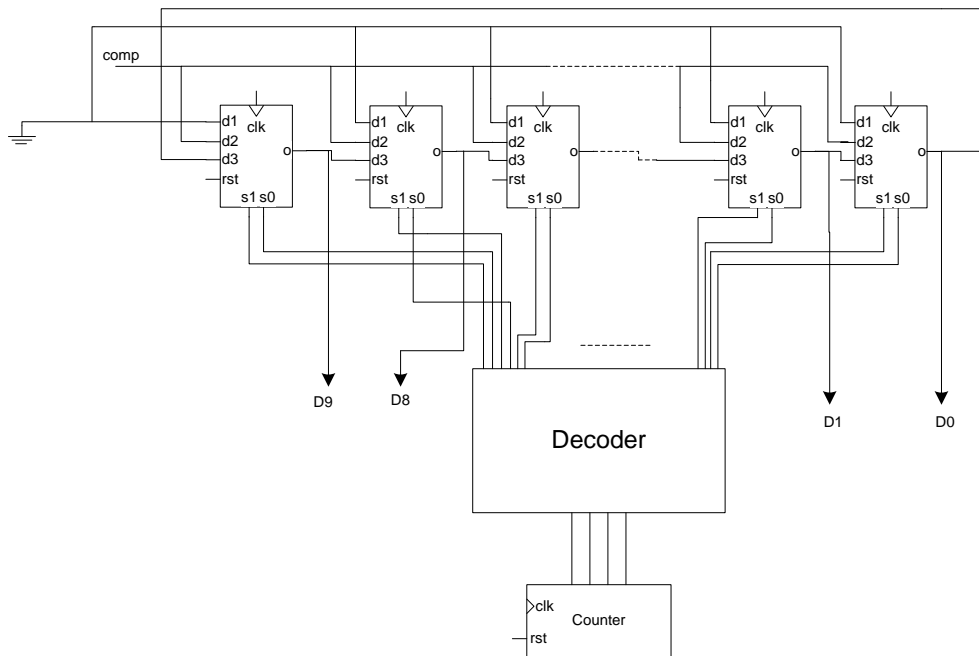 comp
d1 clk
d2
d3 o
rst
s1 s0
d1 clk
d2
d3 o
rst
s1 s0
d1 clk
d2
d3 o
rst
s1 s0
d1 clk
d2
d3 o
rst
s1 s0
d1 clk
d2
d3 o
rst
s1 s0
D9 D8 D1 D0
Decoder
clk
Counter
rst